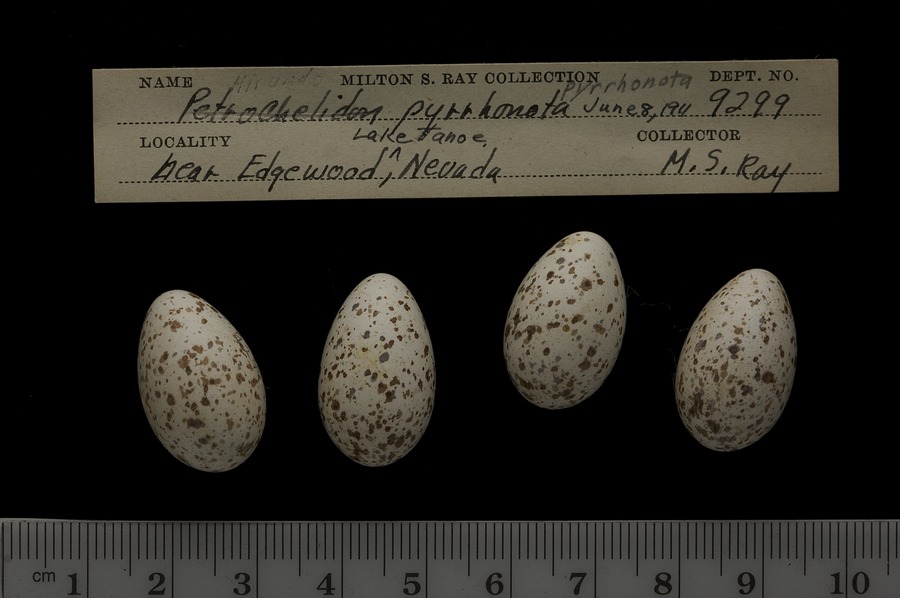 NAME Hirundo MILTON S. RAY COLLECTION pyrrhonota DEPT. NO.
Petrochelidon pyrrhonota June 8, 1911 9299
LOCALITY Lake Tahoe. COLLECTOR
near Edgewood, ^ Nevada M. S. Ray
cm 1 2 3 4 5 6 7 8 9 10